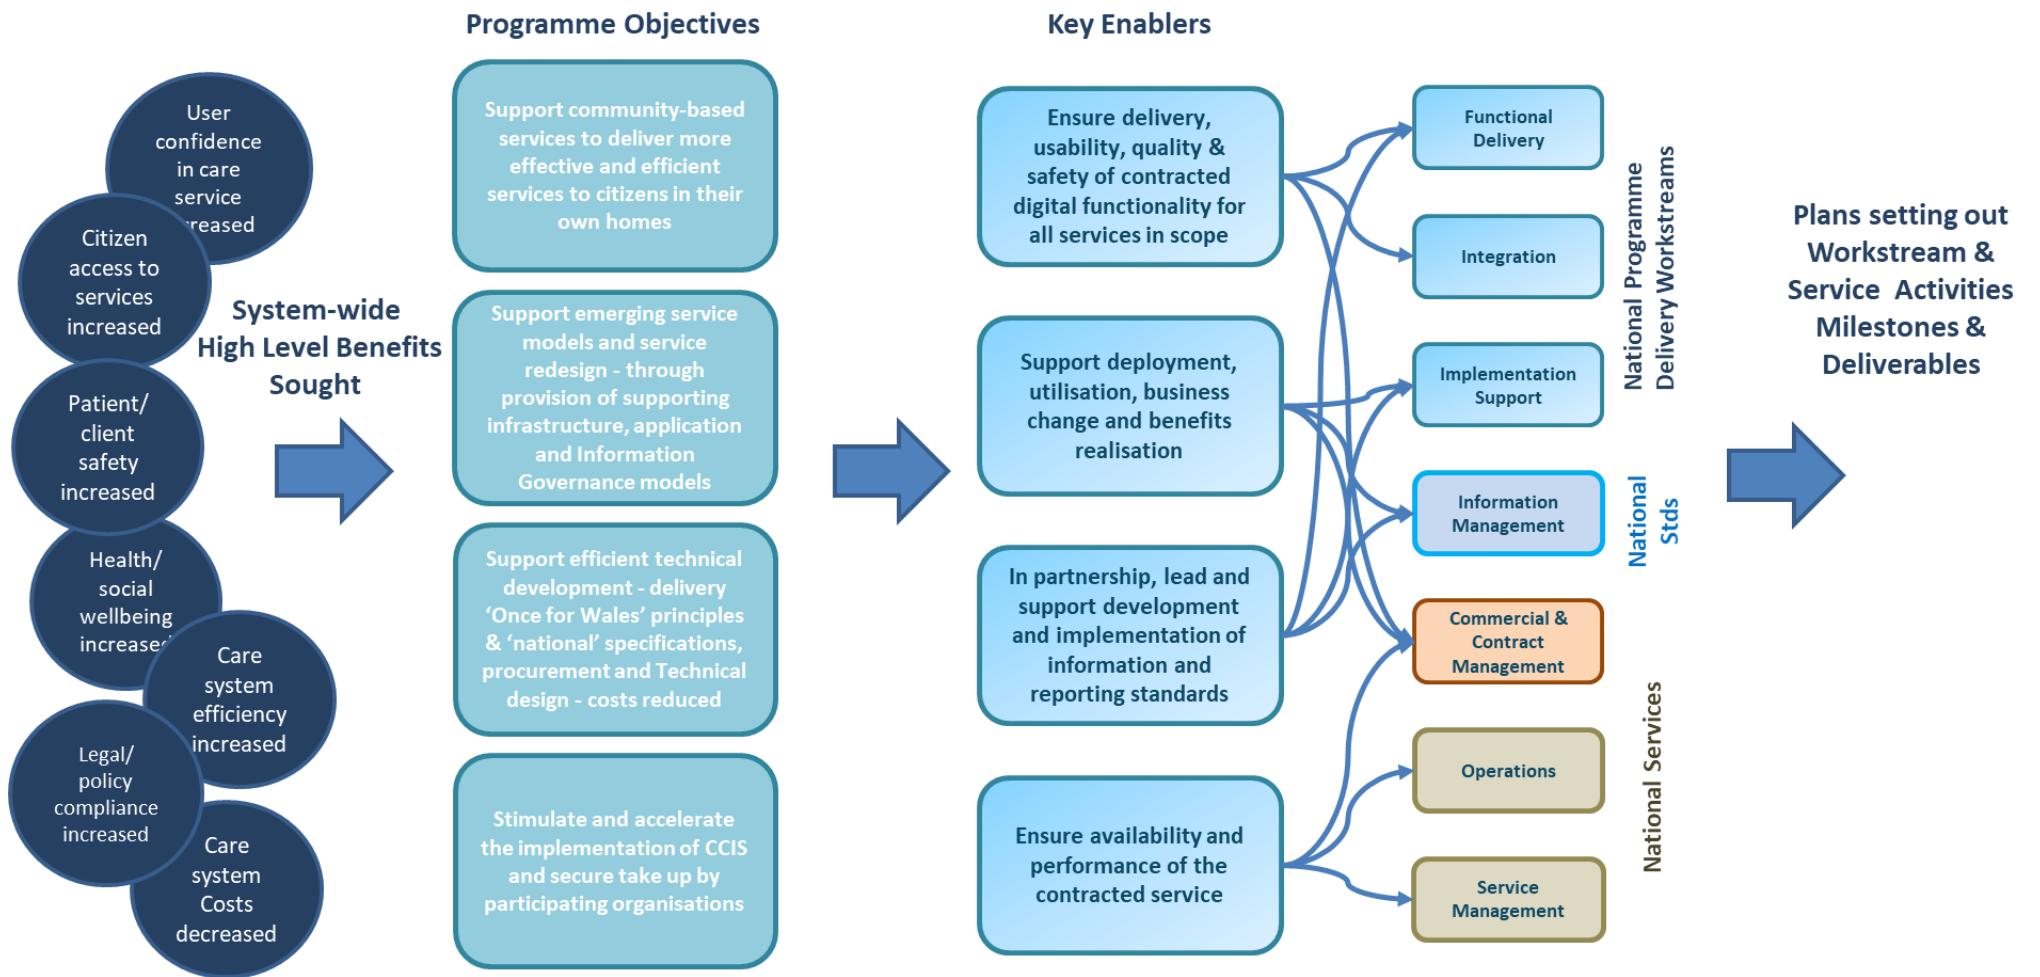 Programme Objectives
Key Enablers
User
confidence
in care
service
Citizen
access to
services
increased
Patient/
client
safety
increased
Health/
social
wellbeing
Care
system
efficiency
increased
Legal/
policy
compliance
increased
Care
system
Costs
decreased
System-wide
High Level Benefits
Sought
Support community-based
services to deliver more
effective and efficient
services to citizens in their
own homes
Support emerging service
models and service
redesign - through
provision of supporting
infrastructure, application
and Information
Governance models
Support efficient technical
development - delivery
‘Once for Wales’ principles
& ‘national’ specifications,
procurement and Technical
design - costs reduced
Stimulate and accelerate
the implementation of CCIS
and secure take up by
participating organisations
Ensure delivery,
usability, quality &
safety of contracted
digital functionality for
all services in scope
Support deployment,
utilisation, business
change and benefits
realisation
In partnership, lead and
support development
and implementation of
information and
reporting standards
Ensure availability and
performance of the
contracted service
Functional
Delivery
Integration
Implementation
Support
Information
Management
Commercial &
Contract
Management
Operations
Service
Management
National Programme
Delivery Workstreams
National
Stds
National Services
Plans setting out
Workstream &
Service Activities
Milestones &
Deliverables